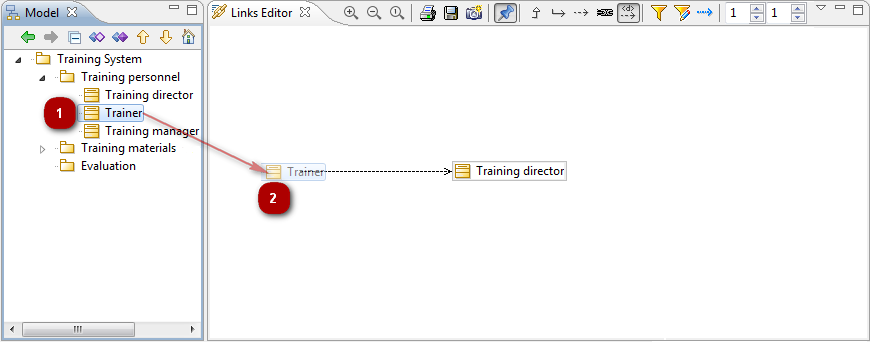 Model
Links Editor
1 1
Training System
Training personnel
Training director
1
Trainer
Training manager
Training materials
Evaluation
Trainer
Training director
2